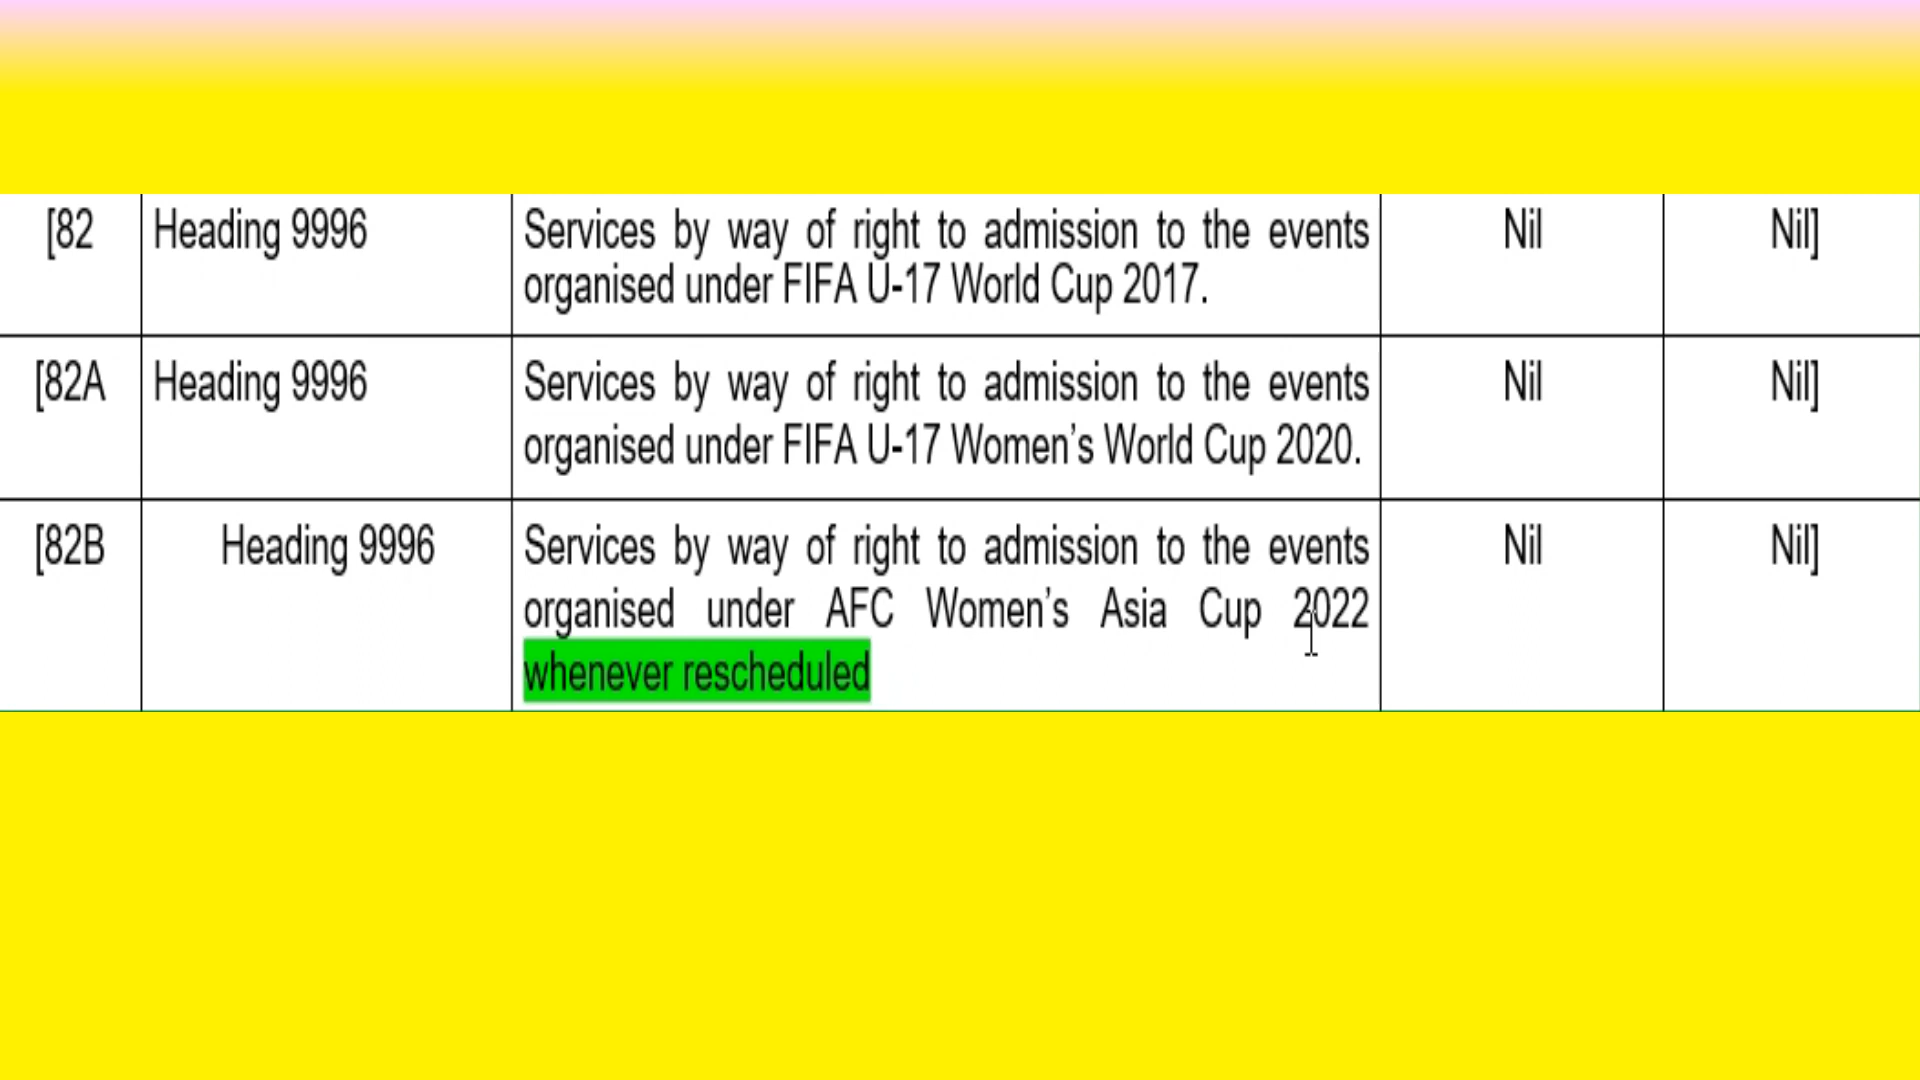 [82 Heading 9996 Services by way of right to admission to the events Nil Nil]
organised under FIFA U-17 World Cup 2017.
[82A Heading 9996 Services by way of right to admission to the events Nil Nil]
organised under FIFA U-17 Women’s World Cup 2020.
[82B Heading 9996 Services by way of right to admission to the events Nil Nil]
organised under AFC Women’s Asia Cup 2022
whenever rescheduled